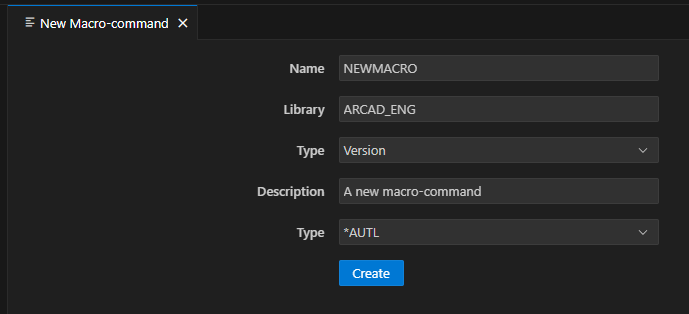 New Macro-command
Name NEWMACRO
Library ARCAD_ENG
Type Version
Description A new macro-command
Type *AUTL
Create